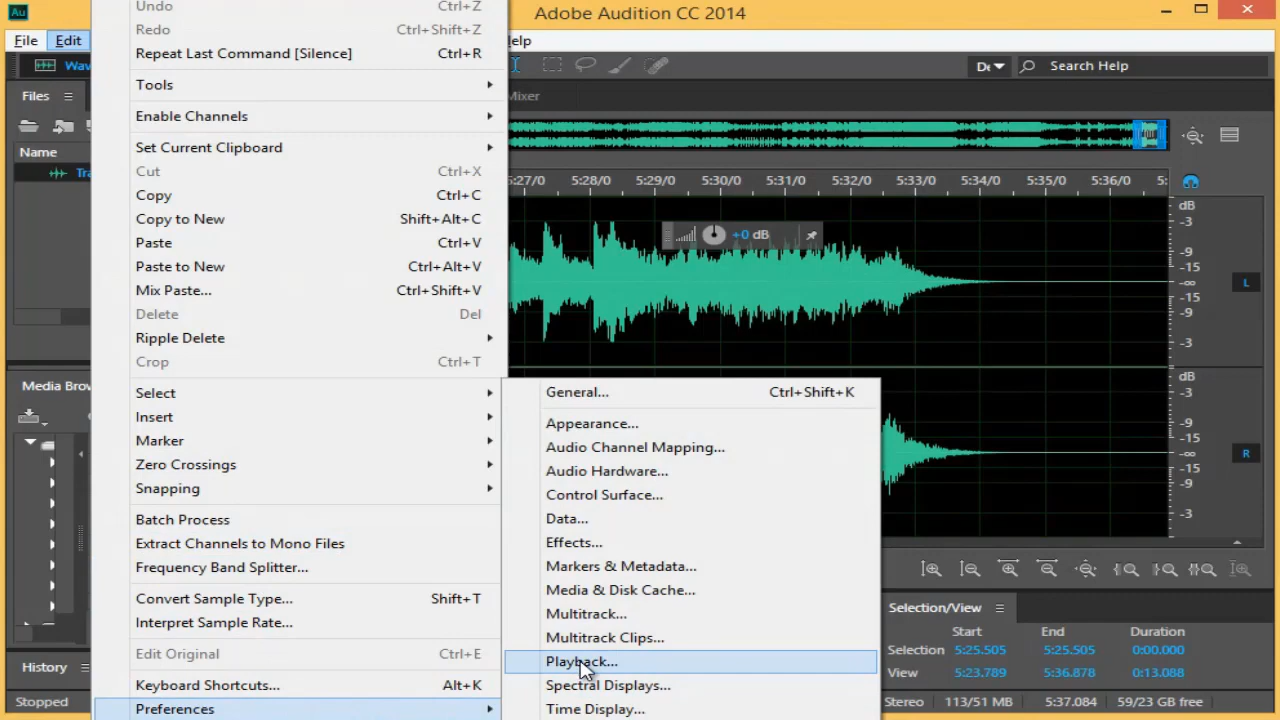 Au
Adobe Audition CC 2014
File
Edit
elp
Wav
De
Search Help
Undo Ctrl+Z
Redo Ctrl+Shift+Z
Repeat Last Command [Silence] Ctrl+R
Tools
Enable Channels
Set Current Clipboard
Cut Ctrl+X
Copy Ctrl+C
Copy to New Shift+Alt+C
Paste Ctrl+V
Paste to New Ctrl+Alt+V
Mix Paste... Ctrl+Shift+V
Delete Del
Ripple Delete
Crop Ctrl+T
Select
Insert
Marker
Zero Crossings
Snapping
Batch Process
Extract Channels to Mono Files
Frequency Band Splitter...
Convert Sample Type... Shift+T
Interpret Sample Rate...
Edit Original Ctrl+E
Keyboard Shortcuts... Alt+K
Preferences
General... Ctrl+Shift+K
Appearance...
Audio Channel Mapping...
Audio Hardware...
Control Surface...
Data...
Effects...
Markers & Metadata...
Media & Disk Cache...
Multitrack...
Multitrack Clips...
Playback...
Spectral Displays...
Time Display...
Files
Name
Tra
Media Brow
History
Stopped
Mixer
5:27/0 5:28/0 5:29/0 5:30/0 5:31/0 5:32/0 5:33/0 5:34/0 5:35/0 5:36/0 5:
+0 dB
dB
-3
-9
-15
-∞
-15
-9
-3
L
dB
-3
-9
-15
-∞
-15
-9
-3
R
Selection/View
Start End Duration
Selection 5:25.505 5:25.505 0:00.000
View 5:23.789 5:36.878 0:13.088
Stereo 113/51 MB 5:37.084 59/23 GB free